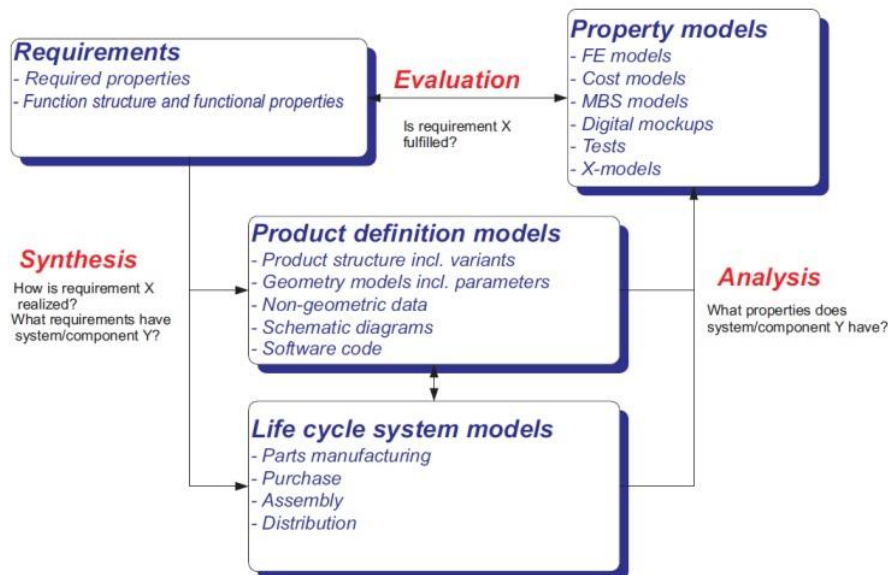 Requirements
- Required properties
- Function structure and functional properties
Evaluation
Is requirement X
fulfilled?
Property models
- FE models
- Cost models
- MBS models
- Digital mockups
- Tests
- X-models
Synthesis
How is requirement X
realized?
What requirements have
system/component Y?
Product definition models
- Product structure incl. variants
- Geometry models incl. parameters
- Non-geometric data
- Schematic diagrams
- Software code
Analysis
What properties does
system/component Y have?
Life cycle system models
- Parts manufacturing
- Purchase
- Assembly
- Distribution